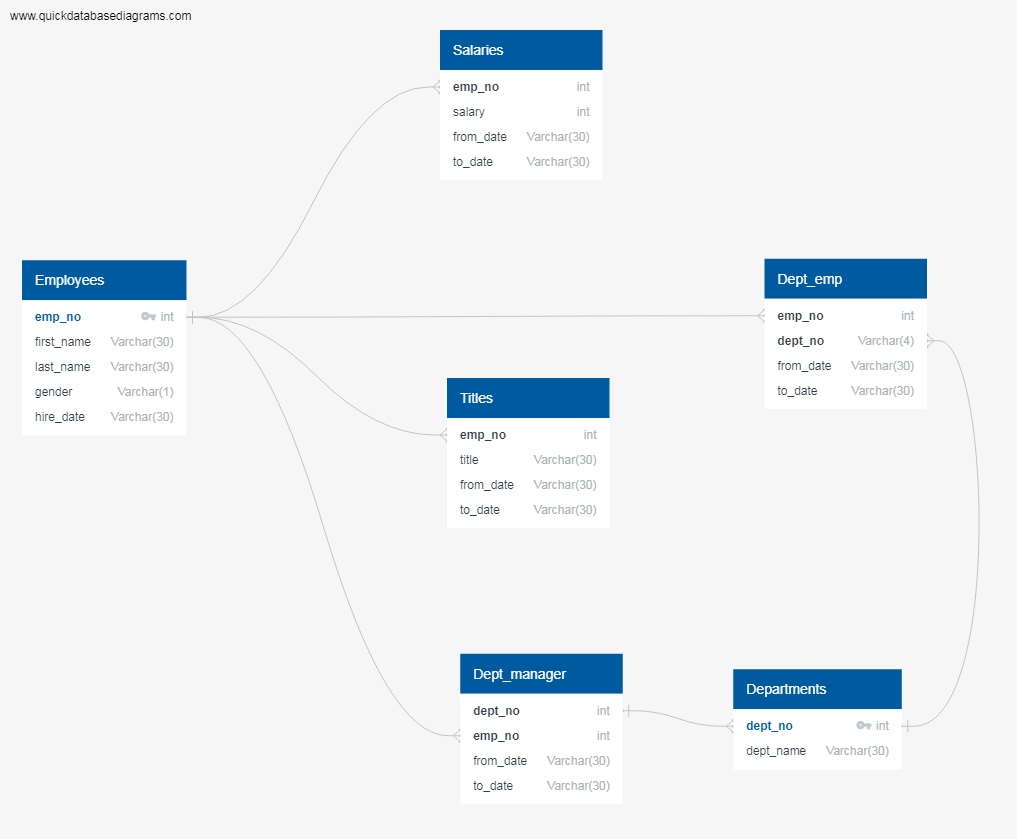 www.quickdatabasediagrams.com
Salaries
emp_no int
salary int
from_date Varchar(30)
to_date Varchar(30)
Employees
emp_no int
first_name Varchar(30)
last_name Varchar(30)
gender Varchar(1)
hire_date Varchar(30)
Dept_emp
emp_no int
dept_no Varchar(4)
from_date Varchar(30)
to_date Varchar(30)
Titles
emp_no int
title Varchar(30)
from_date Varchar(30)
to_date Varchar(30)
Dept_manager
dept_no int
emp_no int
from_date Varchar(30)
to_date Varchar(30)
Departments
dept_no int
dept_name Varchar(30)